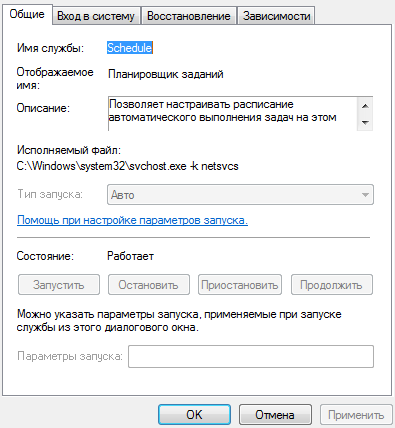 Общие Вход в систему Восстановление Зависимости
Имя службы: Schedule
Отображаемое имя: Планировщик заданий
Описание: Позволяет настраивать расписание
автоматического выполнения задач на этом
Исполняемый файл:
C:\Windows\system32\svchost.exe -k netsvcs
Тип запуска: Авто
Помощь при настройке параметров запуска.
Состояние: Работает
Запустить Остановить Приостановить Продолжить
Можно указать параметры запуска, применяемые при запуске
службы из этого диалогового окна.
Параметры запуска:
OK Отмена Применить